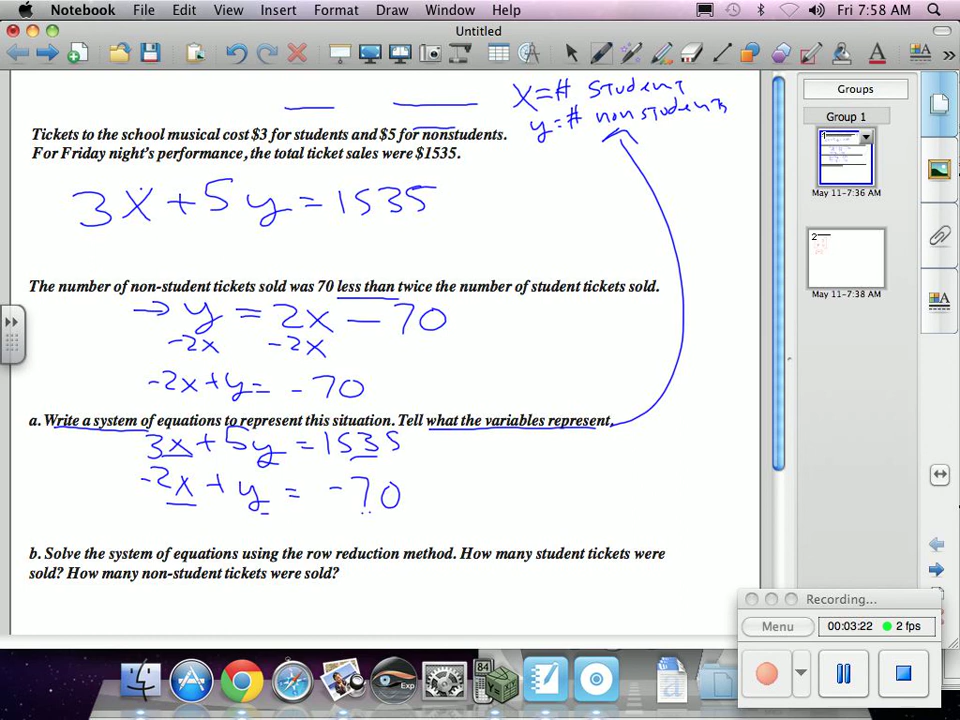 Notebook File Edit View Insert Format Draw Window Help Fri 7:58 AM
Untitled
x = # student
y = # nonstudents
Tickets to the school musical cost $3 for students and $5 for nonstudents.
For Friday night's performance, the total ticket sales were $1535.
3x + 5y = 1535
The number of non-student tickets sold was 70 less than twice the number of student tickets sold.
→ y = 2x - 70
-2x -2x
-2x + y = -70
a. Write a system of equations to represent this situation. Tell what the variables represent.
3x + 5y = 1535
-2x + y = -70
b. Solve the system of equations using the row reduction method. How many student tickets were
sold? How many non-student tickets were sold?
Groups
Group 1
1
May 11-7:36 AM
2
May 11-7:38 AM
Recording...
Menu 00:03:22 2 fps
Exp
84